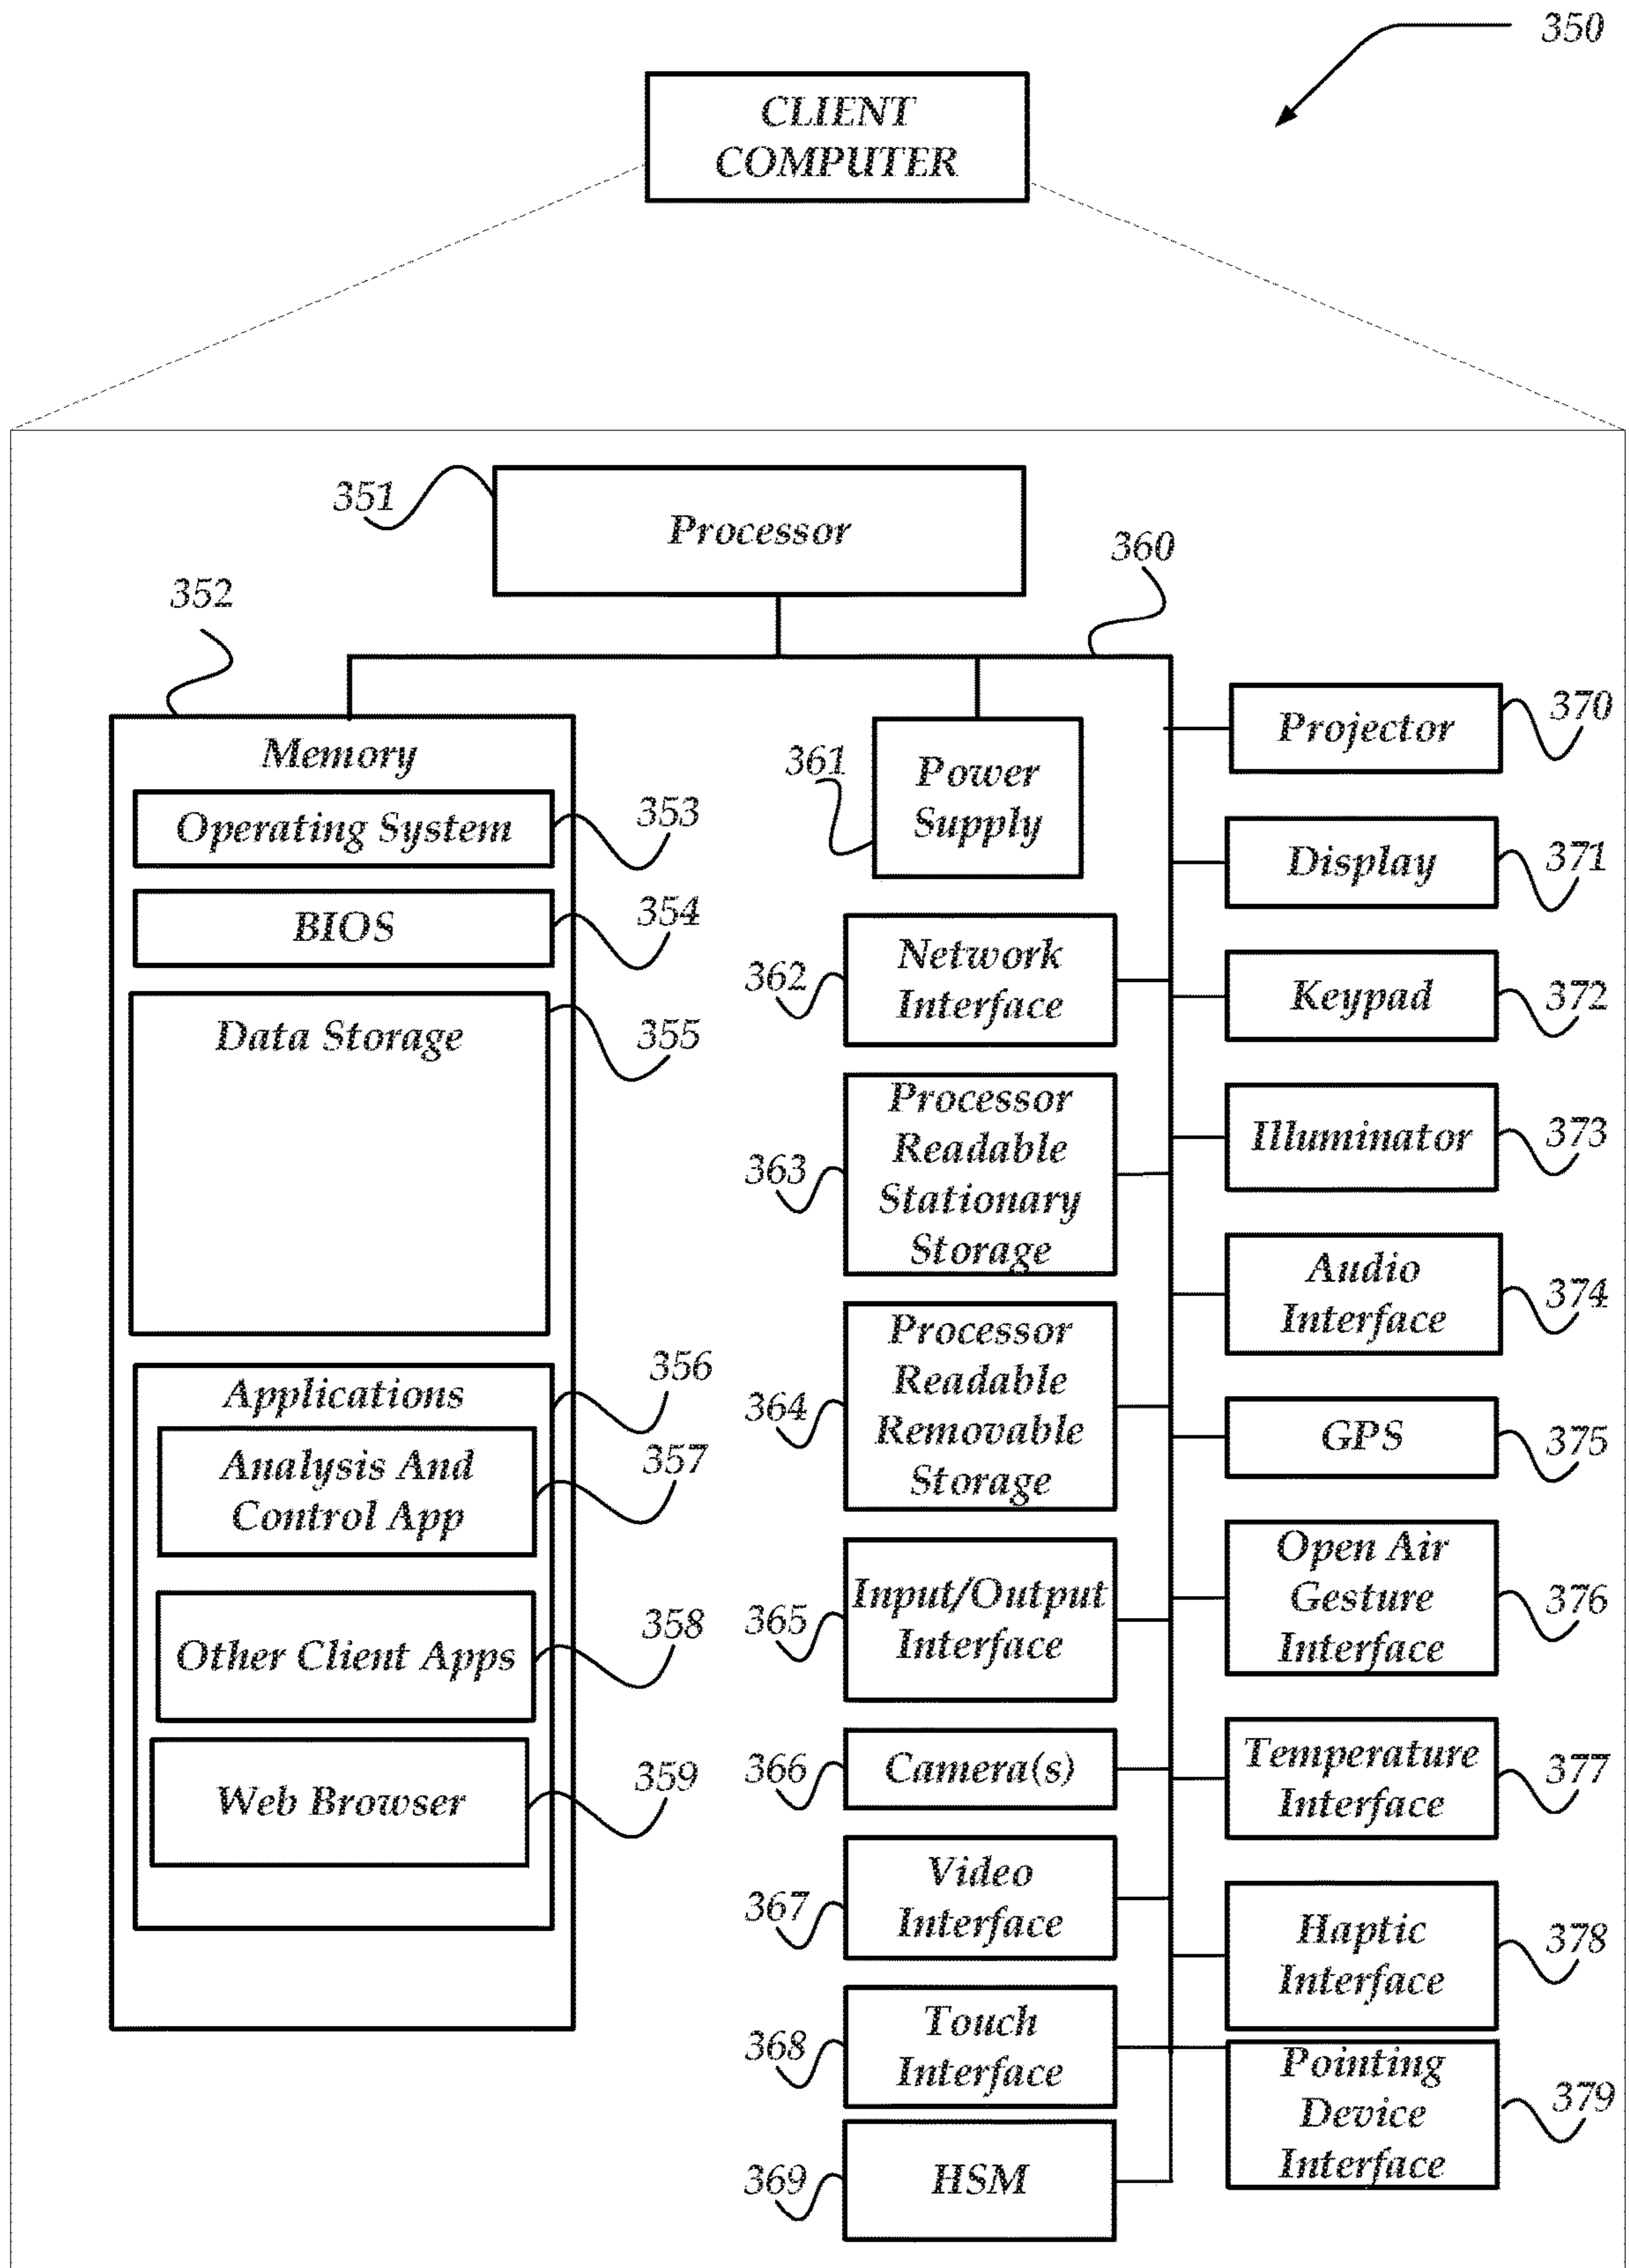 350
CLIENT
COMPUTER
351
Processor
360
352
Memory
Operating System
353
BIOS
354
Data Storage
355
Applications
356
Analysis And
Control App
357
Other Client Apps
358
Web Browser
359
361
Power
Supply
362
Network
Interface
363
Processor
Readable
Stationary
Storage
364
Processor
Readable
Removable
Storage
365
Input/Output
Interface
366
Camera(s)
367
Video
Interface
368
Touch
Interface
369
HSM
Projector
370
Display
371
Keypad
372
Illuminator
373
Audio
Interface
374
GPS
375
Open Air
Gesture
Interface
376
Temperature
Interface
377
Haptic
Interface
378
Pointing
Device
Interface
379